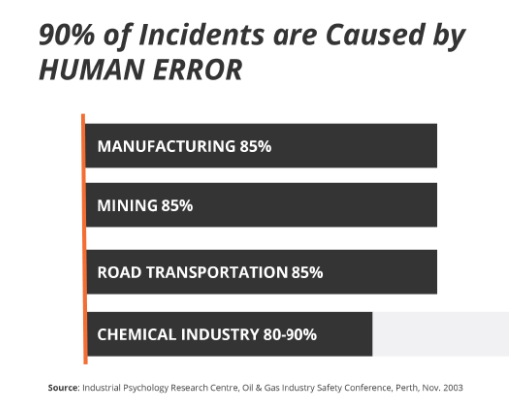 90% of Incidents are Caused by
HUMAN ERROR
MANUFACTURING 85%
MINING 85%
ROAD TRANSPORTATION 85%
CHEMICAL INDUSTRY 80-90%
Source: Industrial Psychology Research Centre, Oil & Gas Industry Safety Conference, Perth, Nov. 2003